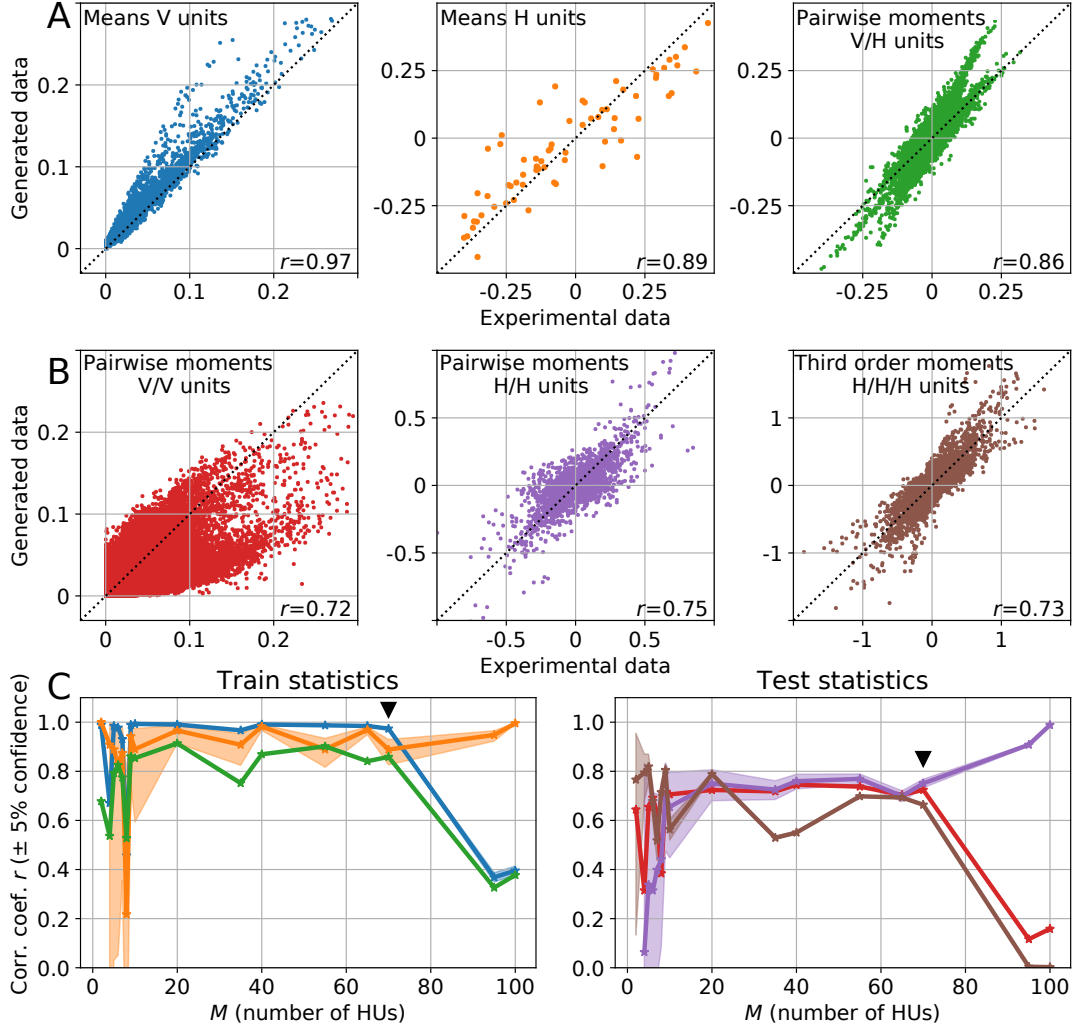 A
Means V units
Means H units
Pairwise moments
V/H units
Generated data
0.2
0.1
0
0
0.1
0.2
r=0.97
0.25
0
-0.25
-0.25
0
0.25
r=0.89
0.25
0
-0.25
-0.25
0
0.25
r=0.86
Experimental data
B
Pairwise moments
V/V units
Pairwise moments
H/H units
Third order moments
H/H/H units
Generated data
0.2
0.1
0
0
0.1
0.2
r=0.72
0.5
0
-0.5
-0.5
0
0.5
r=0.75
1
0
-1
-1
0
1
r=0.73
Experimental data
C
Train statistics
Test statistics
Corr. coef. r (± 5% confidence)
1.0
0.8
0.6
0.4
0.2
0.0
0
20
40
60
80
100
M (number of HUs)
1.0
0.8
0.6
0.4
0.2
0.0
0
20
40
60
80
100
M (number of HUs)